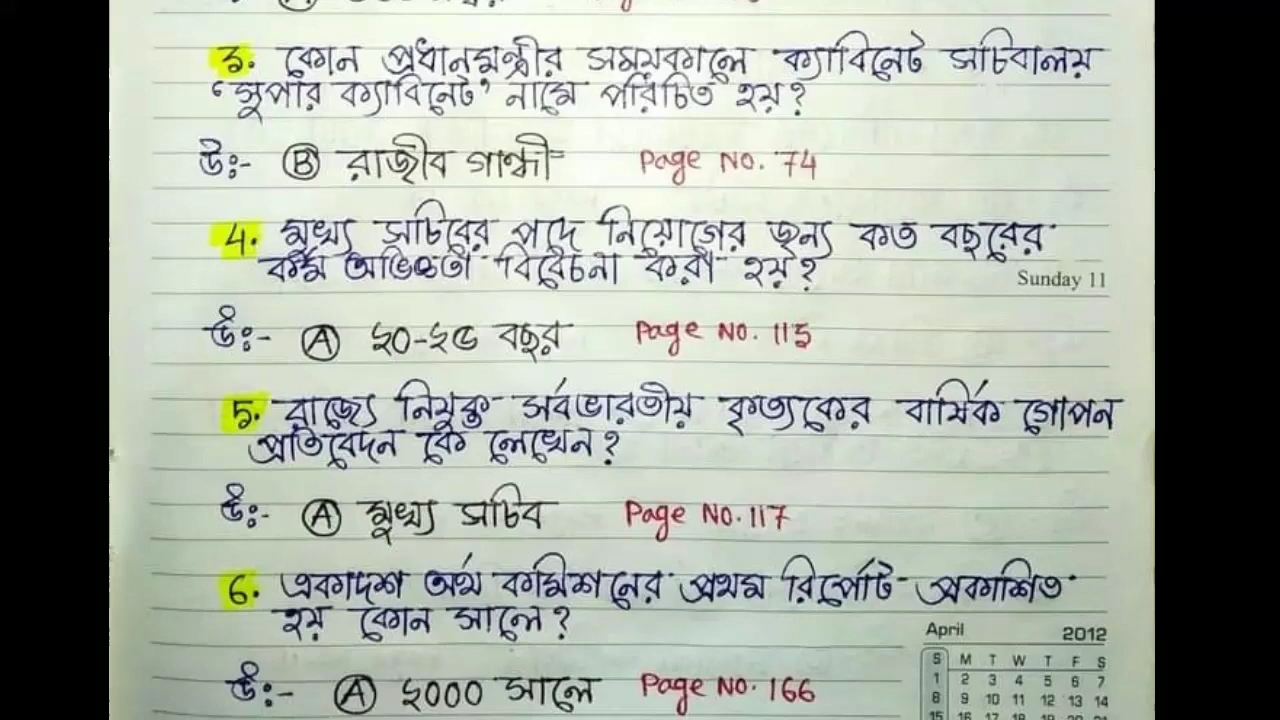 3. কোন প্রধানমন্ত্রীর সময়কালে ক্যাবিনেট সচিবালয়
'সুপার ক্যাবিনেট' নামে পরিচিত হয়?
উঃ- Ⓑ রাজীব গান্ধী Page No. 74
4. মুখ্য সচিবের পদে নিয়োগের জন্য কত বছরের
কর্ম অভিজ্ঞতা বিবেচনা করা হয়?
Sunday 11
উঃ- Ⓐ ২০-২৫ বছর Page No. 115
5. রাজ্যে নিযুক্ত সর্বভারতীয় কৃত্যকের বার্ষিক গোপন
প্রতিবেদন কে লেখেন?
উঃ- Ⓐ মুখ্য সচিব Page No. 117
6. একাদশ অর্থ কমিশনের প্রথম রিপোর্ট প্রকাশিত
হয় কোন সালে?
উঃ- Ⓐ ২০০০ সালে Page No. 166
April 2012
S M T W T F S
1 2 3 4 5 6 7
8 9 10 11 12 13 14